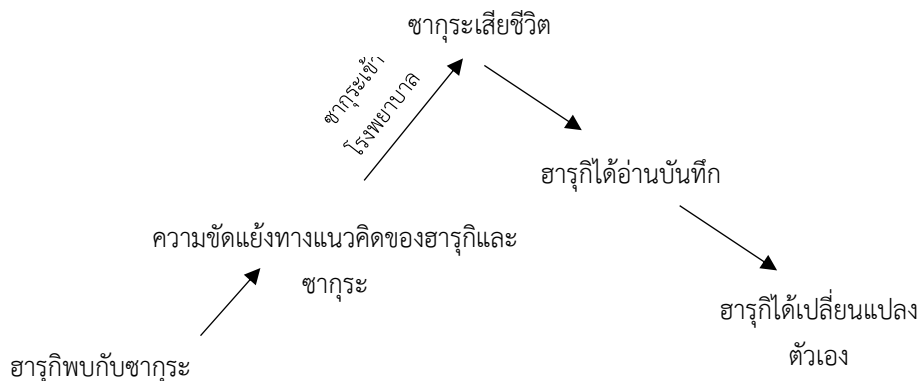 ซากุระเสียชีวิต
ซากุระเข้า
โรงพยาบาล
ฮารุกิได้อ่านบันทึก
ความขัดแย้งทางแนวคิดของฮารุกิและ
ซากุระ
ฮารุกิได้เปลี่ยนแปลง
ตัวเอง
ฮารุกิพบกับซากุระ